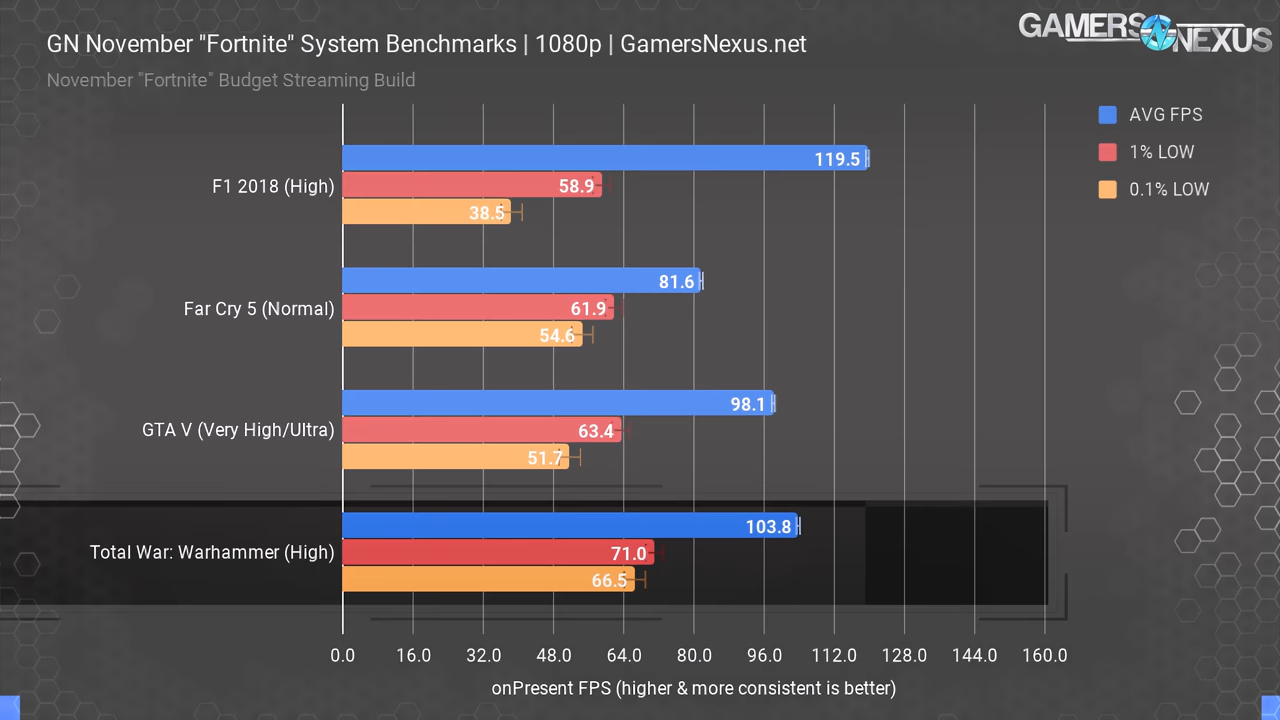 GN November "Fortnite" System Benchmarks | 1080p | GamersNexus.net
GAMERS NEXUS
November "Fortnite" Budget Streaming Build
AVG FPS
1% LOW
0.1% LOW
F1 2018 (High)
119.5
58.9
38.5
Far Cry 5 (Normal)
81.6
61.9
54.6
GTA V (Very High/Ultra)
98.1
63.4
51.7
Total War: Warhammer (High)
103.8
71.0
66.5
0.0 16.0 32.0 48.0 64.0 80.0 96.0 112.0 128.0 144.0 160.0
onPresent FPS (higher & more consistent is better)